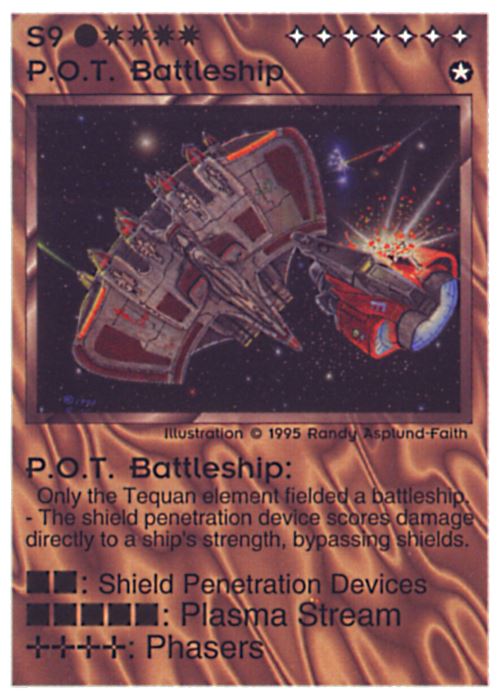 S9
P.O.T. Battleship
Illustration © 1995 Randy Asplund-Faith
P.O.T. Battleship:
Only the Tequan element fielded a battleship.
- The shield penetration device scores damage
directly to a ship's strength, bypassing shields.
: Shield Penetration Devices
: Plasma Stream
: Phasers